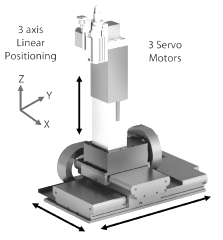 3 axis
Linear
Positioning
3 Servo
Motors
Z
Y
X